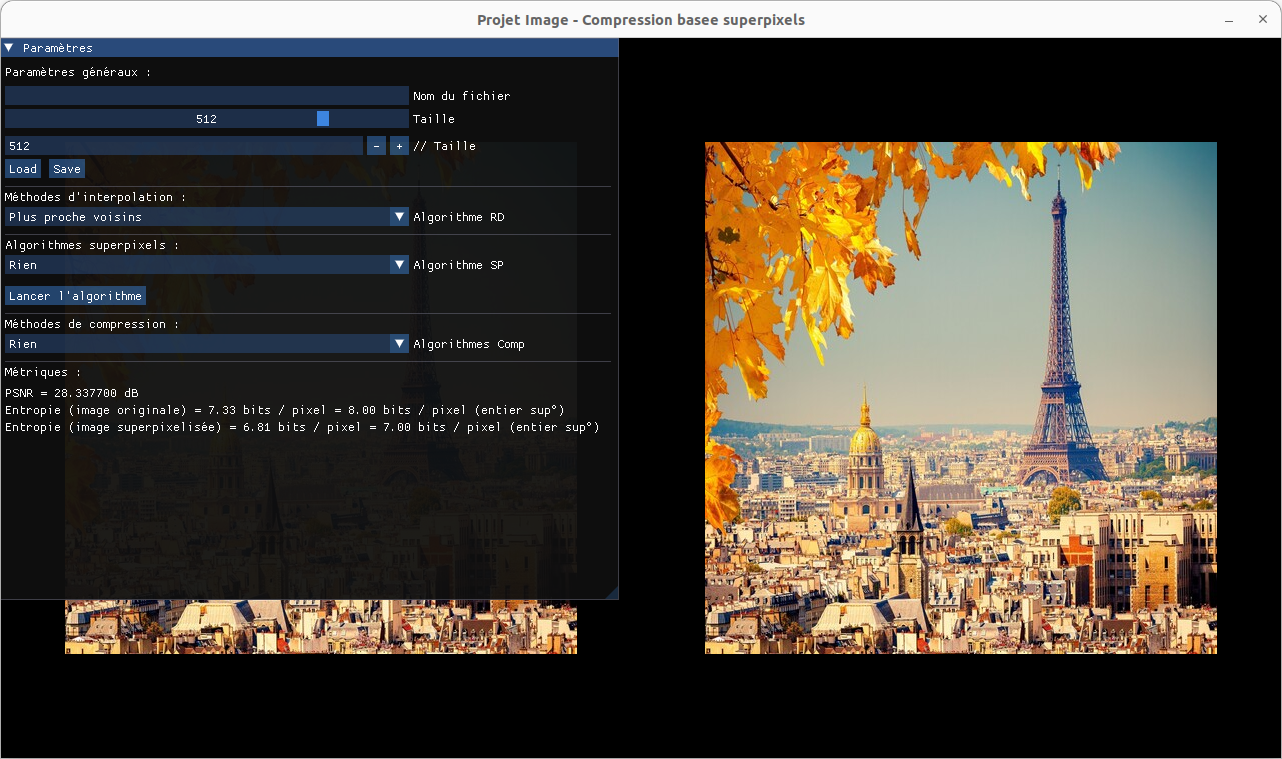 Projet Image - Compression basee superpixels
Paramètres
Paramètres généraux :
Nom du fichier
512 Taille
512 - + // Taille
Load Save
Méthodes d'interpolation :
Plus proche voisins Algorithme RD
Algorithmes superpixels :
Rien Algorithme SP
Lancer l'algorithme
Méthodes de compression :
Rien Algorithmes Comp
Métriques :
PSNR = 28.337700 dB
Entropie (image originale) = 7.33 bits / pixel = 8.00 bits / pixel (entier sup°)
Entropie (image superpixelisée) = 6.81 bits / pixel = 7.00 bits / pixel (entier sup°)